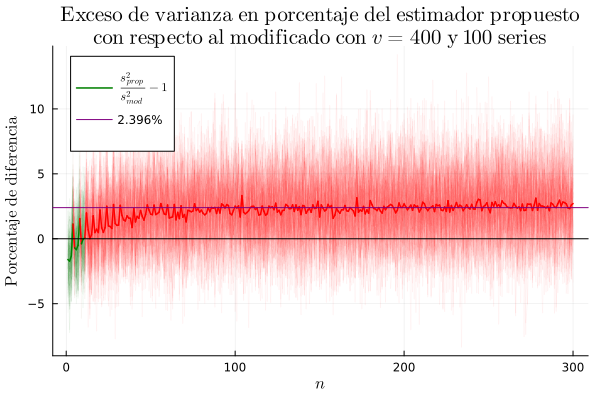 Exceso de varianza en porcentaje del estimador propuesto
con respecto al modificado con v = 400 y 100 series
s²prop / s²mod − 1
2.396%
Porcentaje de diferencia
10
5
0
−5
0 100 200 300
n